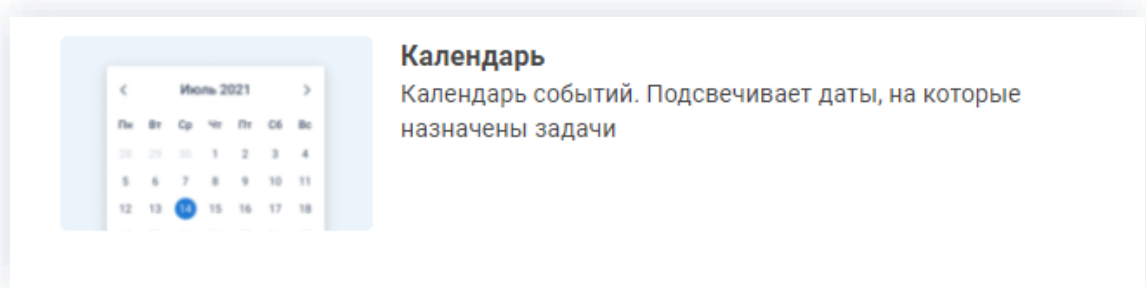 Календарь
Календарь событий. Подсвечивает даты, на которые
назначены задачи
< Июль 2021 >
Пн Вт Ср Чт Пт Сб Вс
28 29 30 1 2 3 4
5 6 7 8 9 10 11
12 13 14 15 16 17 18